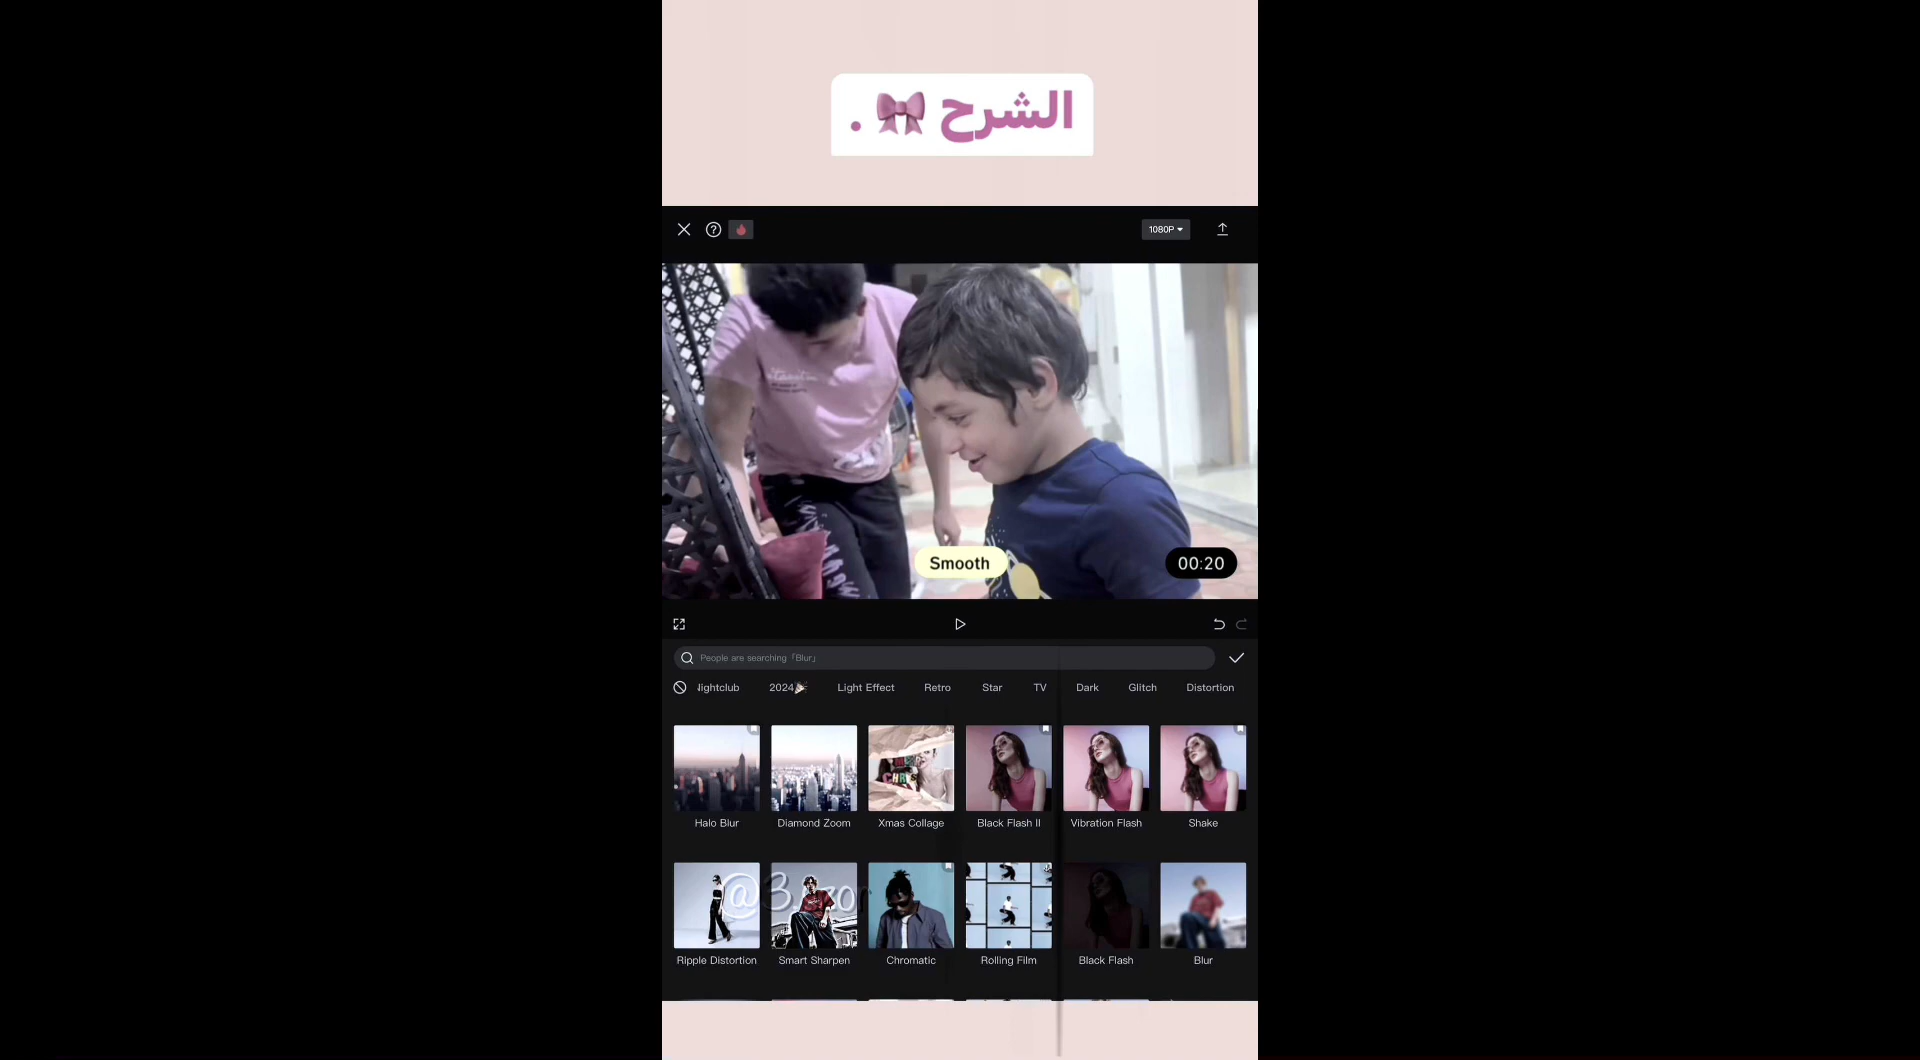 الشرح 🎀 .
1080P
Smooth
00:20
People are searching「Blur」
2024🎉 Light Effect Retro Star TV Dark Glitch Distortion
Halo Blur Diamond Zoom Xmas Collage Black Flash II Vibration Flash Shake
Ripple Distortion Smart Sharpen Chromatic Rolling Film Black Flash Blur